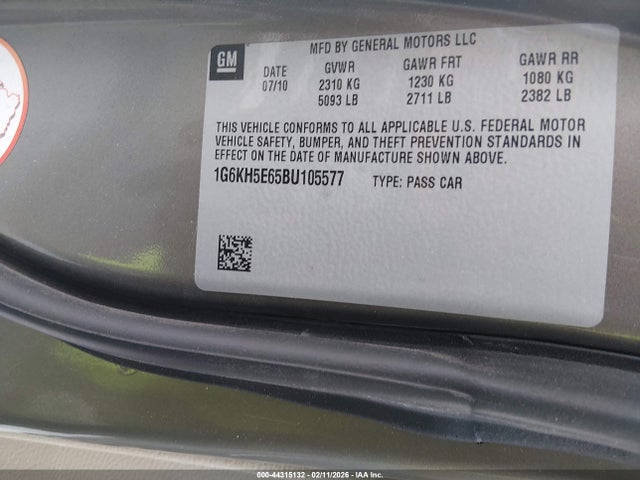 GM
MFD BY GENERAL MOTORS LLC
DATE GVWR GAWR FRT GAWR RR
07/10 2310 KG 1230 KG 1080 KG
5093 LB 2711 LB 2382 LB
THIS VEHICLE CONFORMS TO ALL APPLICABLE U.S. FEDERAL MOTOR
VEHICLE SAFETY, BUMPER, AND THEFT PREVENTION STANDARDS IN
EFFECT ON THE DATE OF MANUFACTURE SHOWN ABOVE.
1G6KH5E65BU105577 TYPE: PASS CAR
000-44315132 - 02/11/2026 - IAAI, Inc.